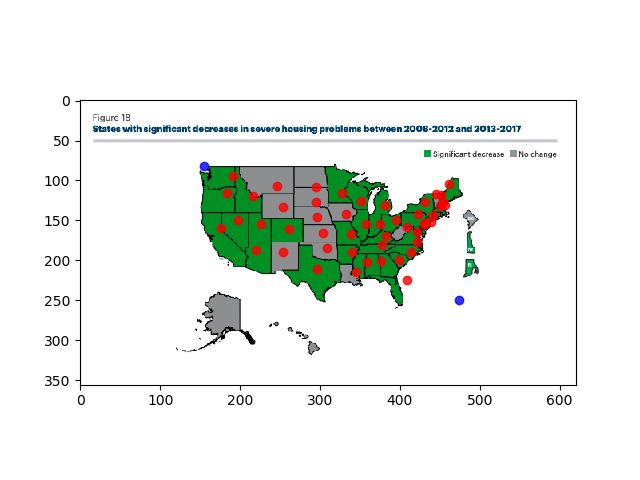 Figure 18
States with significant decreases in severe housing problems between 2008-2012 and 2013-2017
Significant decrease No change
0
50
100
150
200
250
300
350
0 100 200 300 400 500 600